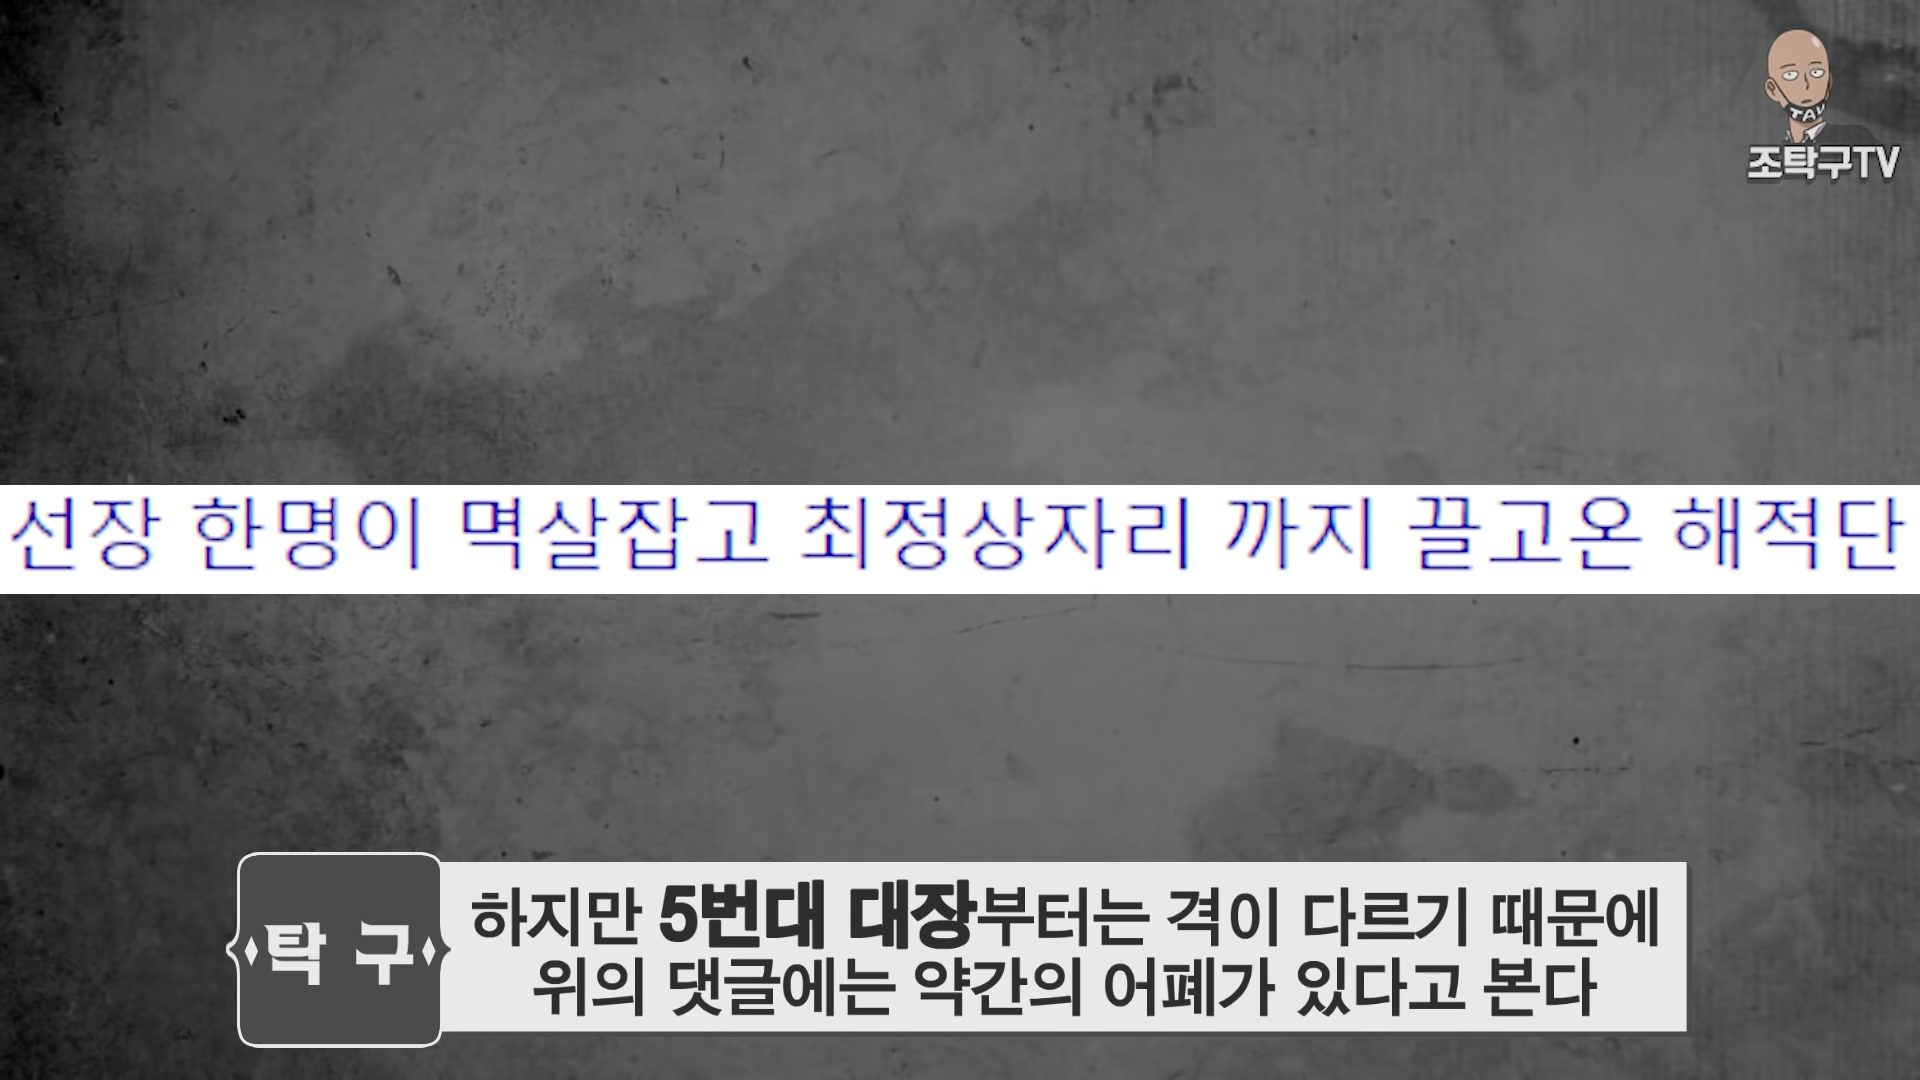 TAK
조탁구TV
선장 한명이 멱살잡고 최정상자리 까지 끌고온 해적단
탁 구
하지만 5번대 대장부터는 격이 다르기 때문에
위의 댓글에는 약간의 어폐가 있다고 본다